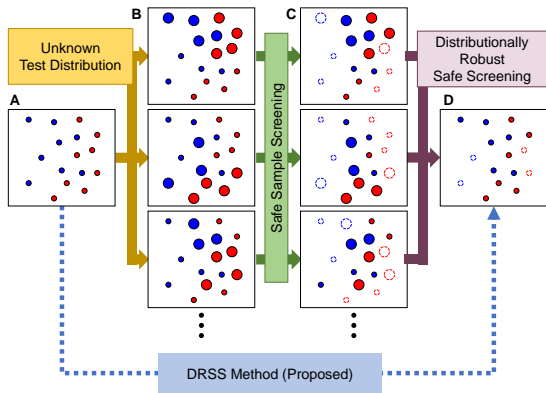 B
C
Unknown
Test Distribution
Distributionally
Robust
Safe Screening
A
D
Safe Sample Screening
DRSS Method (Proposed)